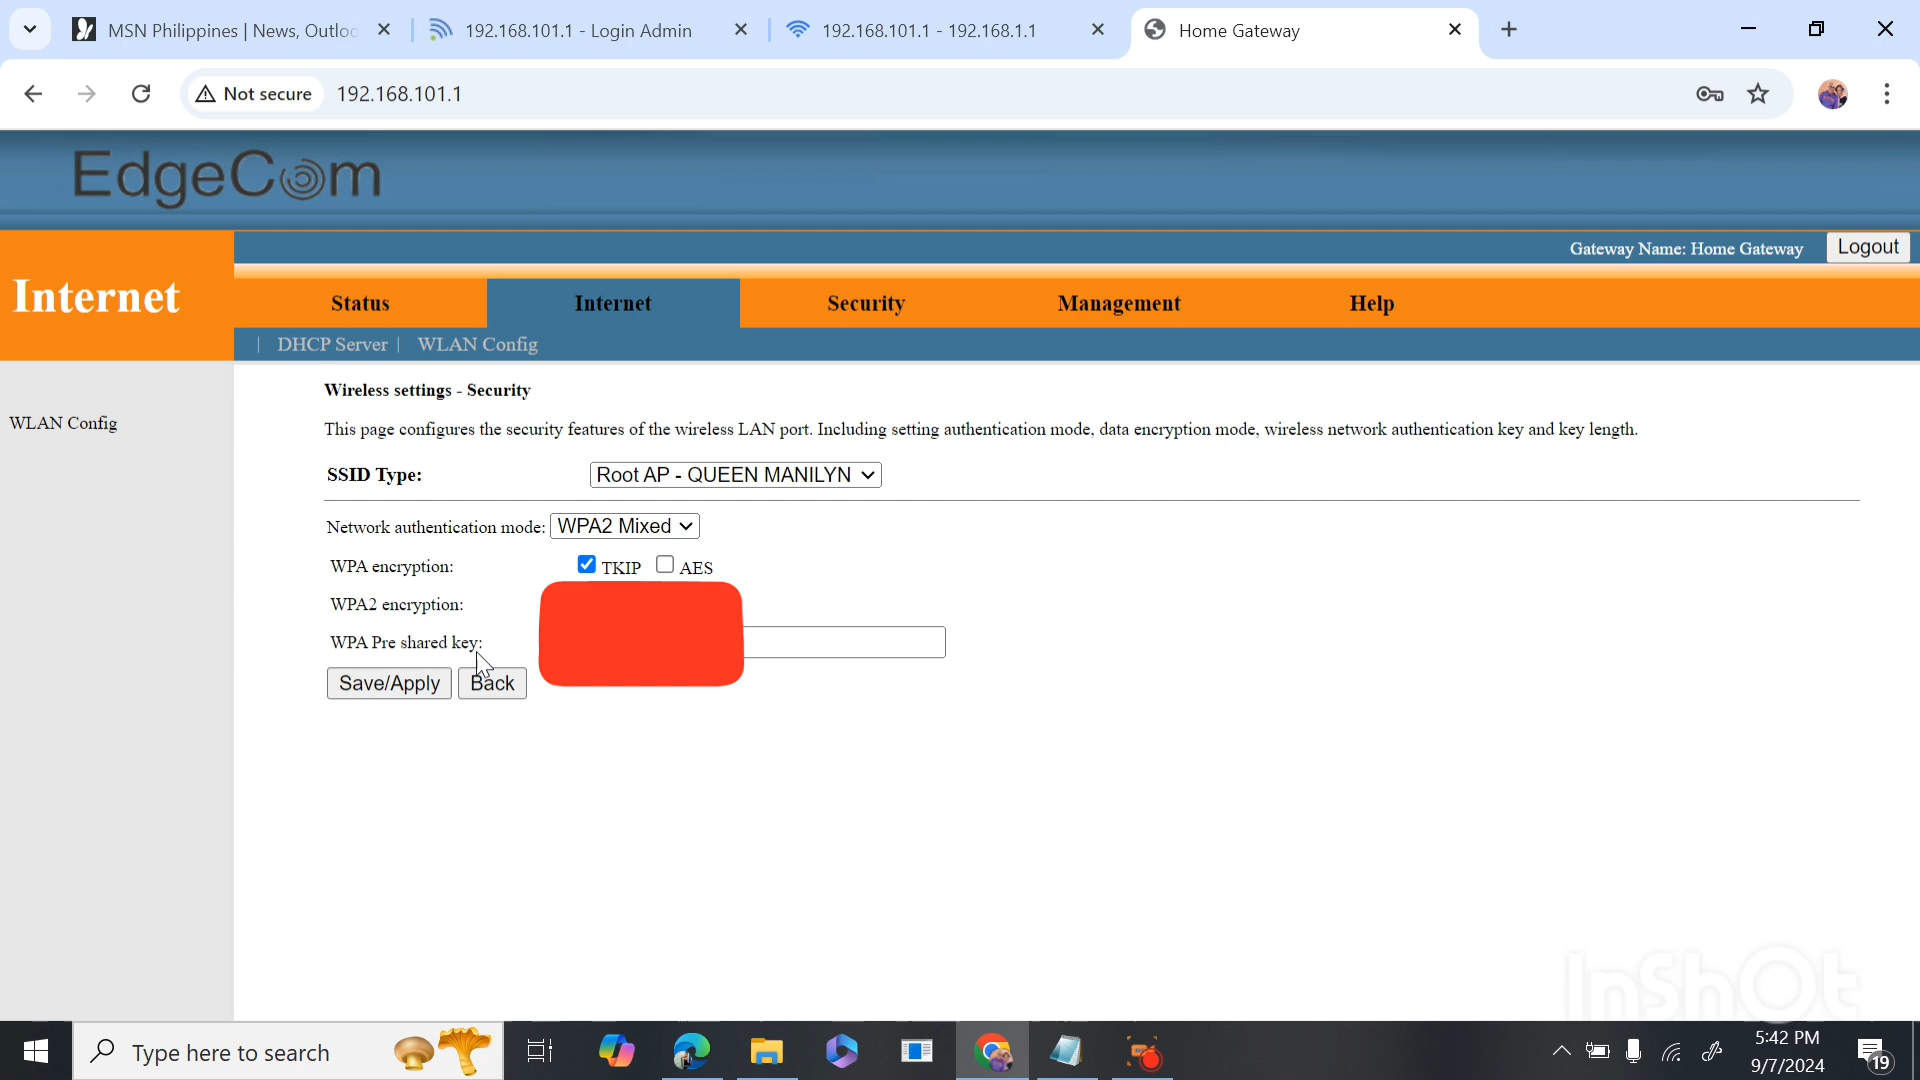 MSN Philippines | News, Outloo
192.168.101.1 - Login Admin
192.168.101.1 - 192.168.1.1
Home Gateway
Not secure
192.168.101.1
EdgeCom
Gateway Name: Home Gateway
Logout
Internet
Status
Internet
Security
Management
Help
| DHCP Server | WLAN Config
WLAN Config
Wireless settings - Security
This page configures the security features of the wireless LAN port. Including setting authentication mode, data encryption mode, wireless network authentication key and key length.
SSID Type: Root AP - QUEEN MANILYN
Network authentication mode: WPA2 Mixed
WPA encryption: TKIP AES
WPA2 encryption:
WPA Pre shared key:
Save/Apply Back
InShOt
Type here to search
5:42 PM
9/7/2024
19